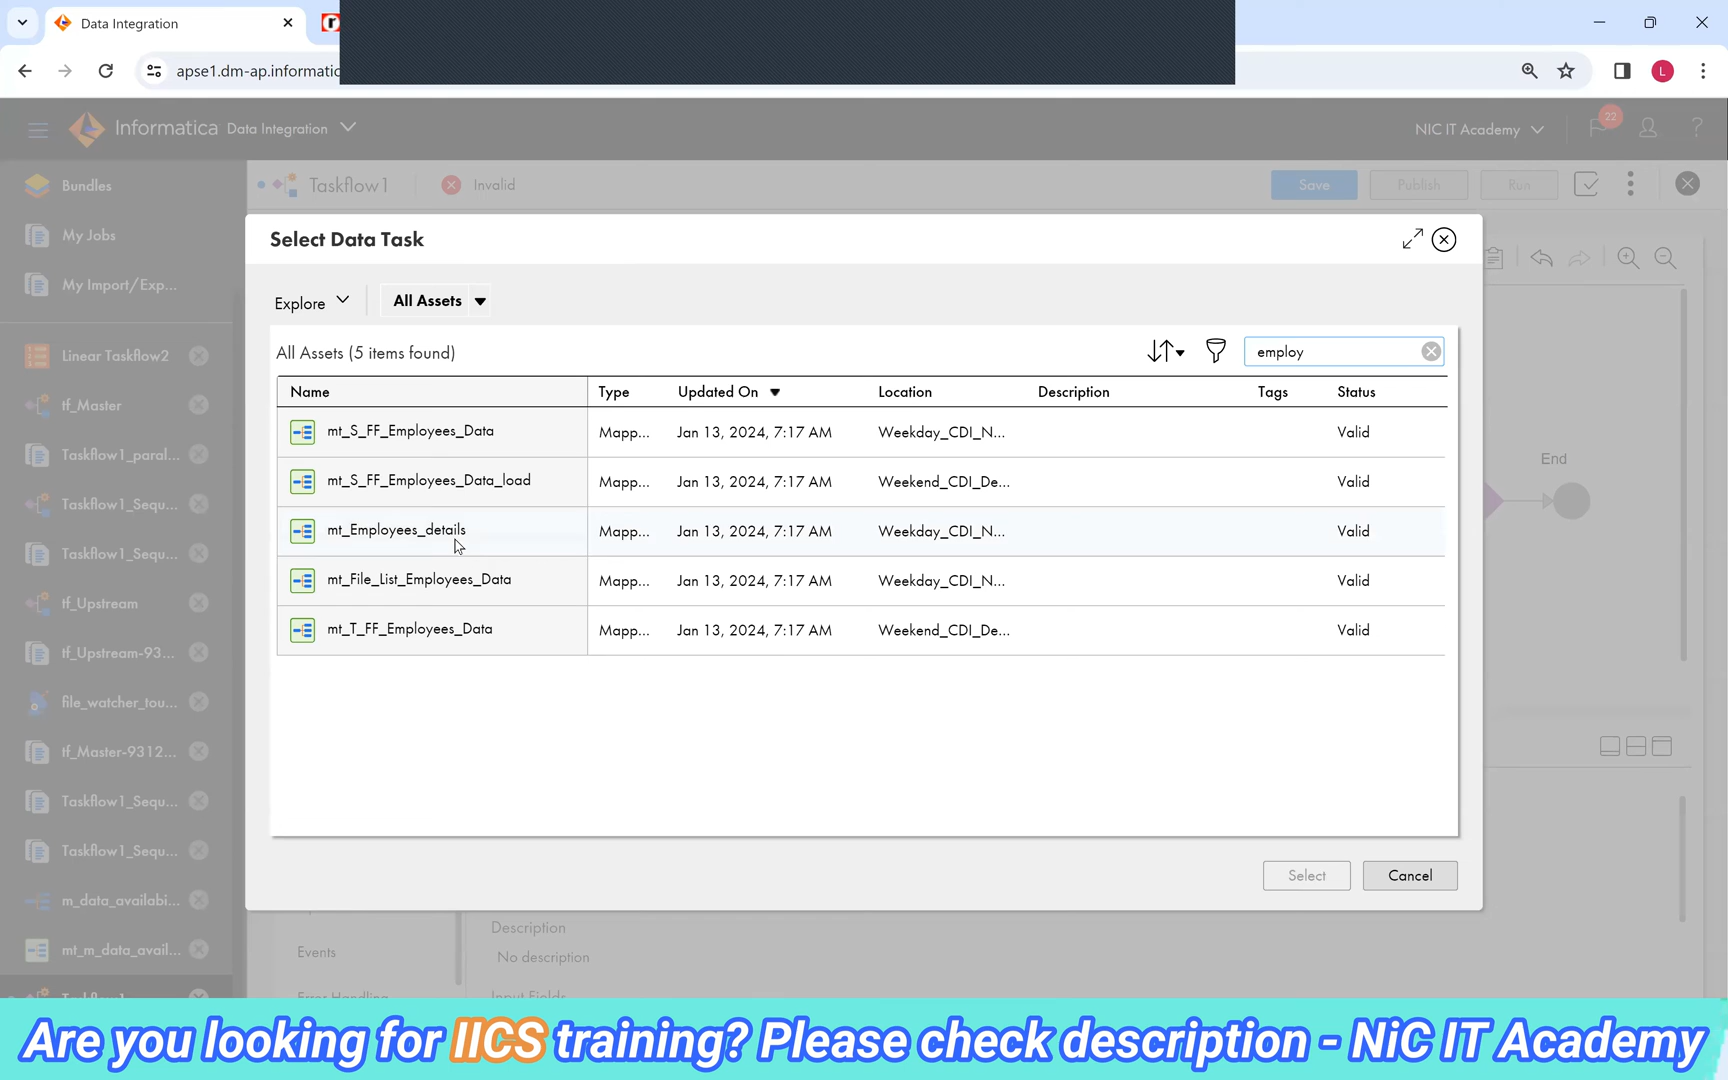 Data Integration
apse1.dm-ap.informatic
L
Informatica Data Integration
NIC IT Academy
22
Bundles
Taskflow1
Invalid
Save
Publish
Run
My Jobs
My Import/Exp...
Linear Taskflow2
tf_Master
Taskflow1_paral...
Taskflow1_Sequ...
Taskflow1_Sequ...
tf_Upstream
tf_Upstream-93...
file_watcher_tou...
tf_Master-9312...
Taskflow1_Sequ...
Taskflow1_Sequ...
m_data_availabi...
mt_m_data_avail...
Taskflow1
Select Data Task
Explore
All Assets
All Assets (5 items found)
employ
Name Type Updated On Location Description Tags Status
mt_S_FF_Employees_Data Mapp... Jan 13, 2024, 7:17 AM Weekday_CDI_N... Valid
mt_S_FF_Employees_Data_load Mapp... Jan 13, 2024, 7:17 AM Weekend_CDI_De... Valid
mt_Employees_details Mapp... Jan 13, 2024, 7:17 AM Weekday_CDI_N... Valid
mt_File_List_Employees_Data Mapp... Jan 13, 2024, 7:17 AM Weekday_CDI_N... Valid
mt_T_FF_Employees_Data Mapp... Jan 13, 2024, 7:17 AM Weekend_CDI_De... Valid
Select
Cancel
End
Description
Events
No description
Error Handling
Input Fields
Are you looking for IICS training? Please check description - NiC IT Academy